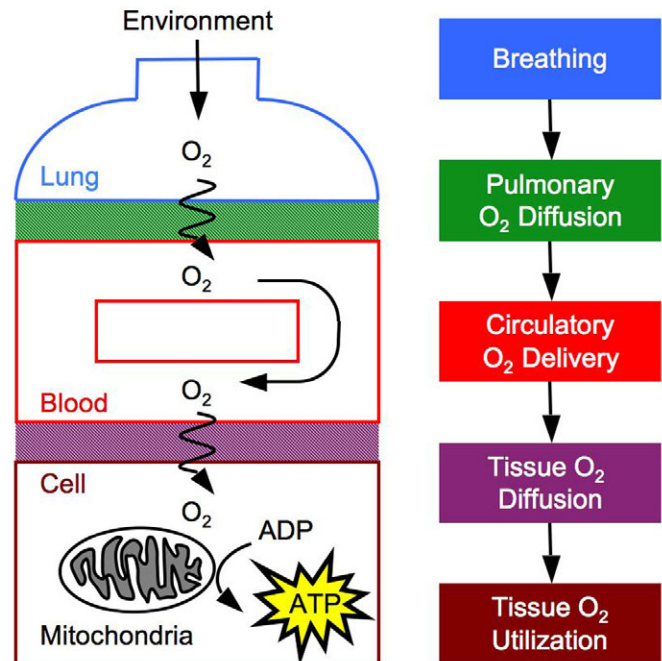 Environment
O₂
Lung
O₂
O₂
Blood
Cell
O₂
ADP
ATP
Mitochondria
Breathing
Pulmonary
O₂ Diffusion
Circulatory
O₂ Delivery
Tissue O₂
Diffusion
Tissue O₂
Utilization